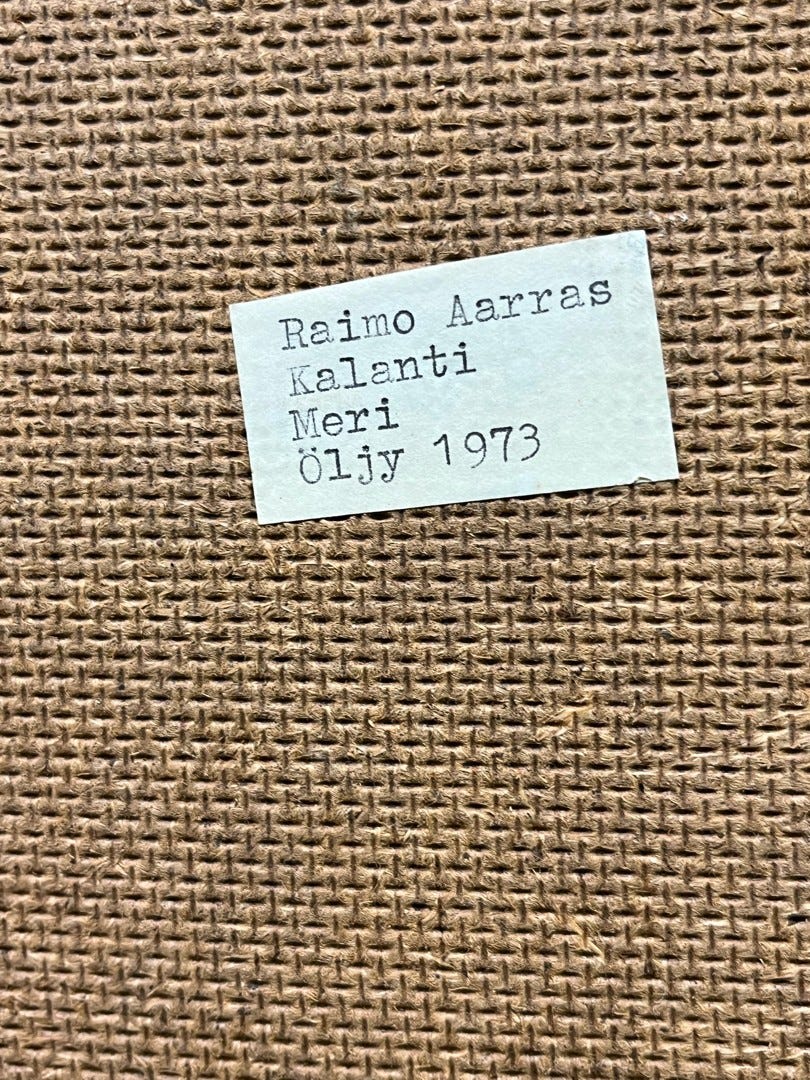 Raimo Aarras
Kalanti
Meri
Öljy 1973